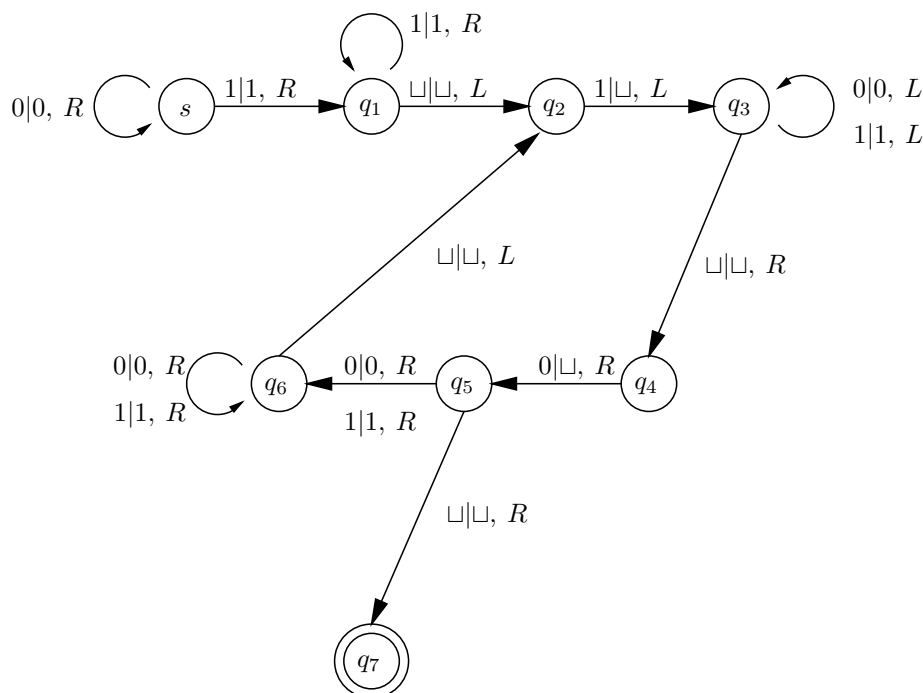 1|1, R
0|0, R
s
1|1, R
q1
⊔|⊔, L
q2
1|⊔, L
q3
0|0, L
1|1, L
⊔|⊔, L
⊔|⊔, R
0|0, R
1|1, R
q6
0|0, R
1|1, R
q5
0|⊔, R
q4
⊔|⊔, R
q7